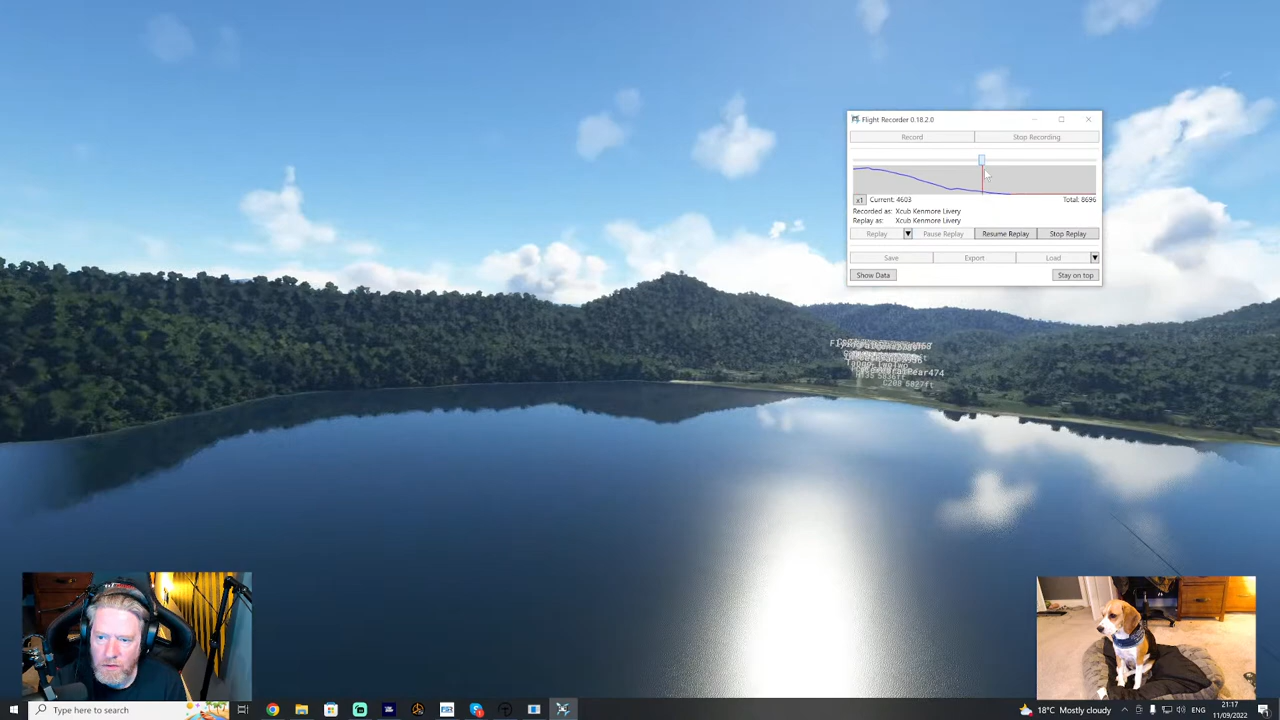 Flight Recorder 0.18.2.0
Record
Stop Recording
x1
Current: 4603
Total: 8696
Recorded as: Xcub Kenmore Livery
Replay as: Xcub Kenmore Livery
Replay
Pause Replay
Resume Replay
Stop Replay
Save
Export
Load
Show Data
Stay on top
C208 5827ft
Type here to search
18°C Mostly cloudy
ENG
21:17
11/09/2022